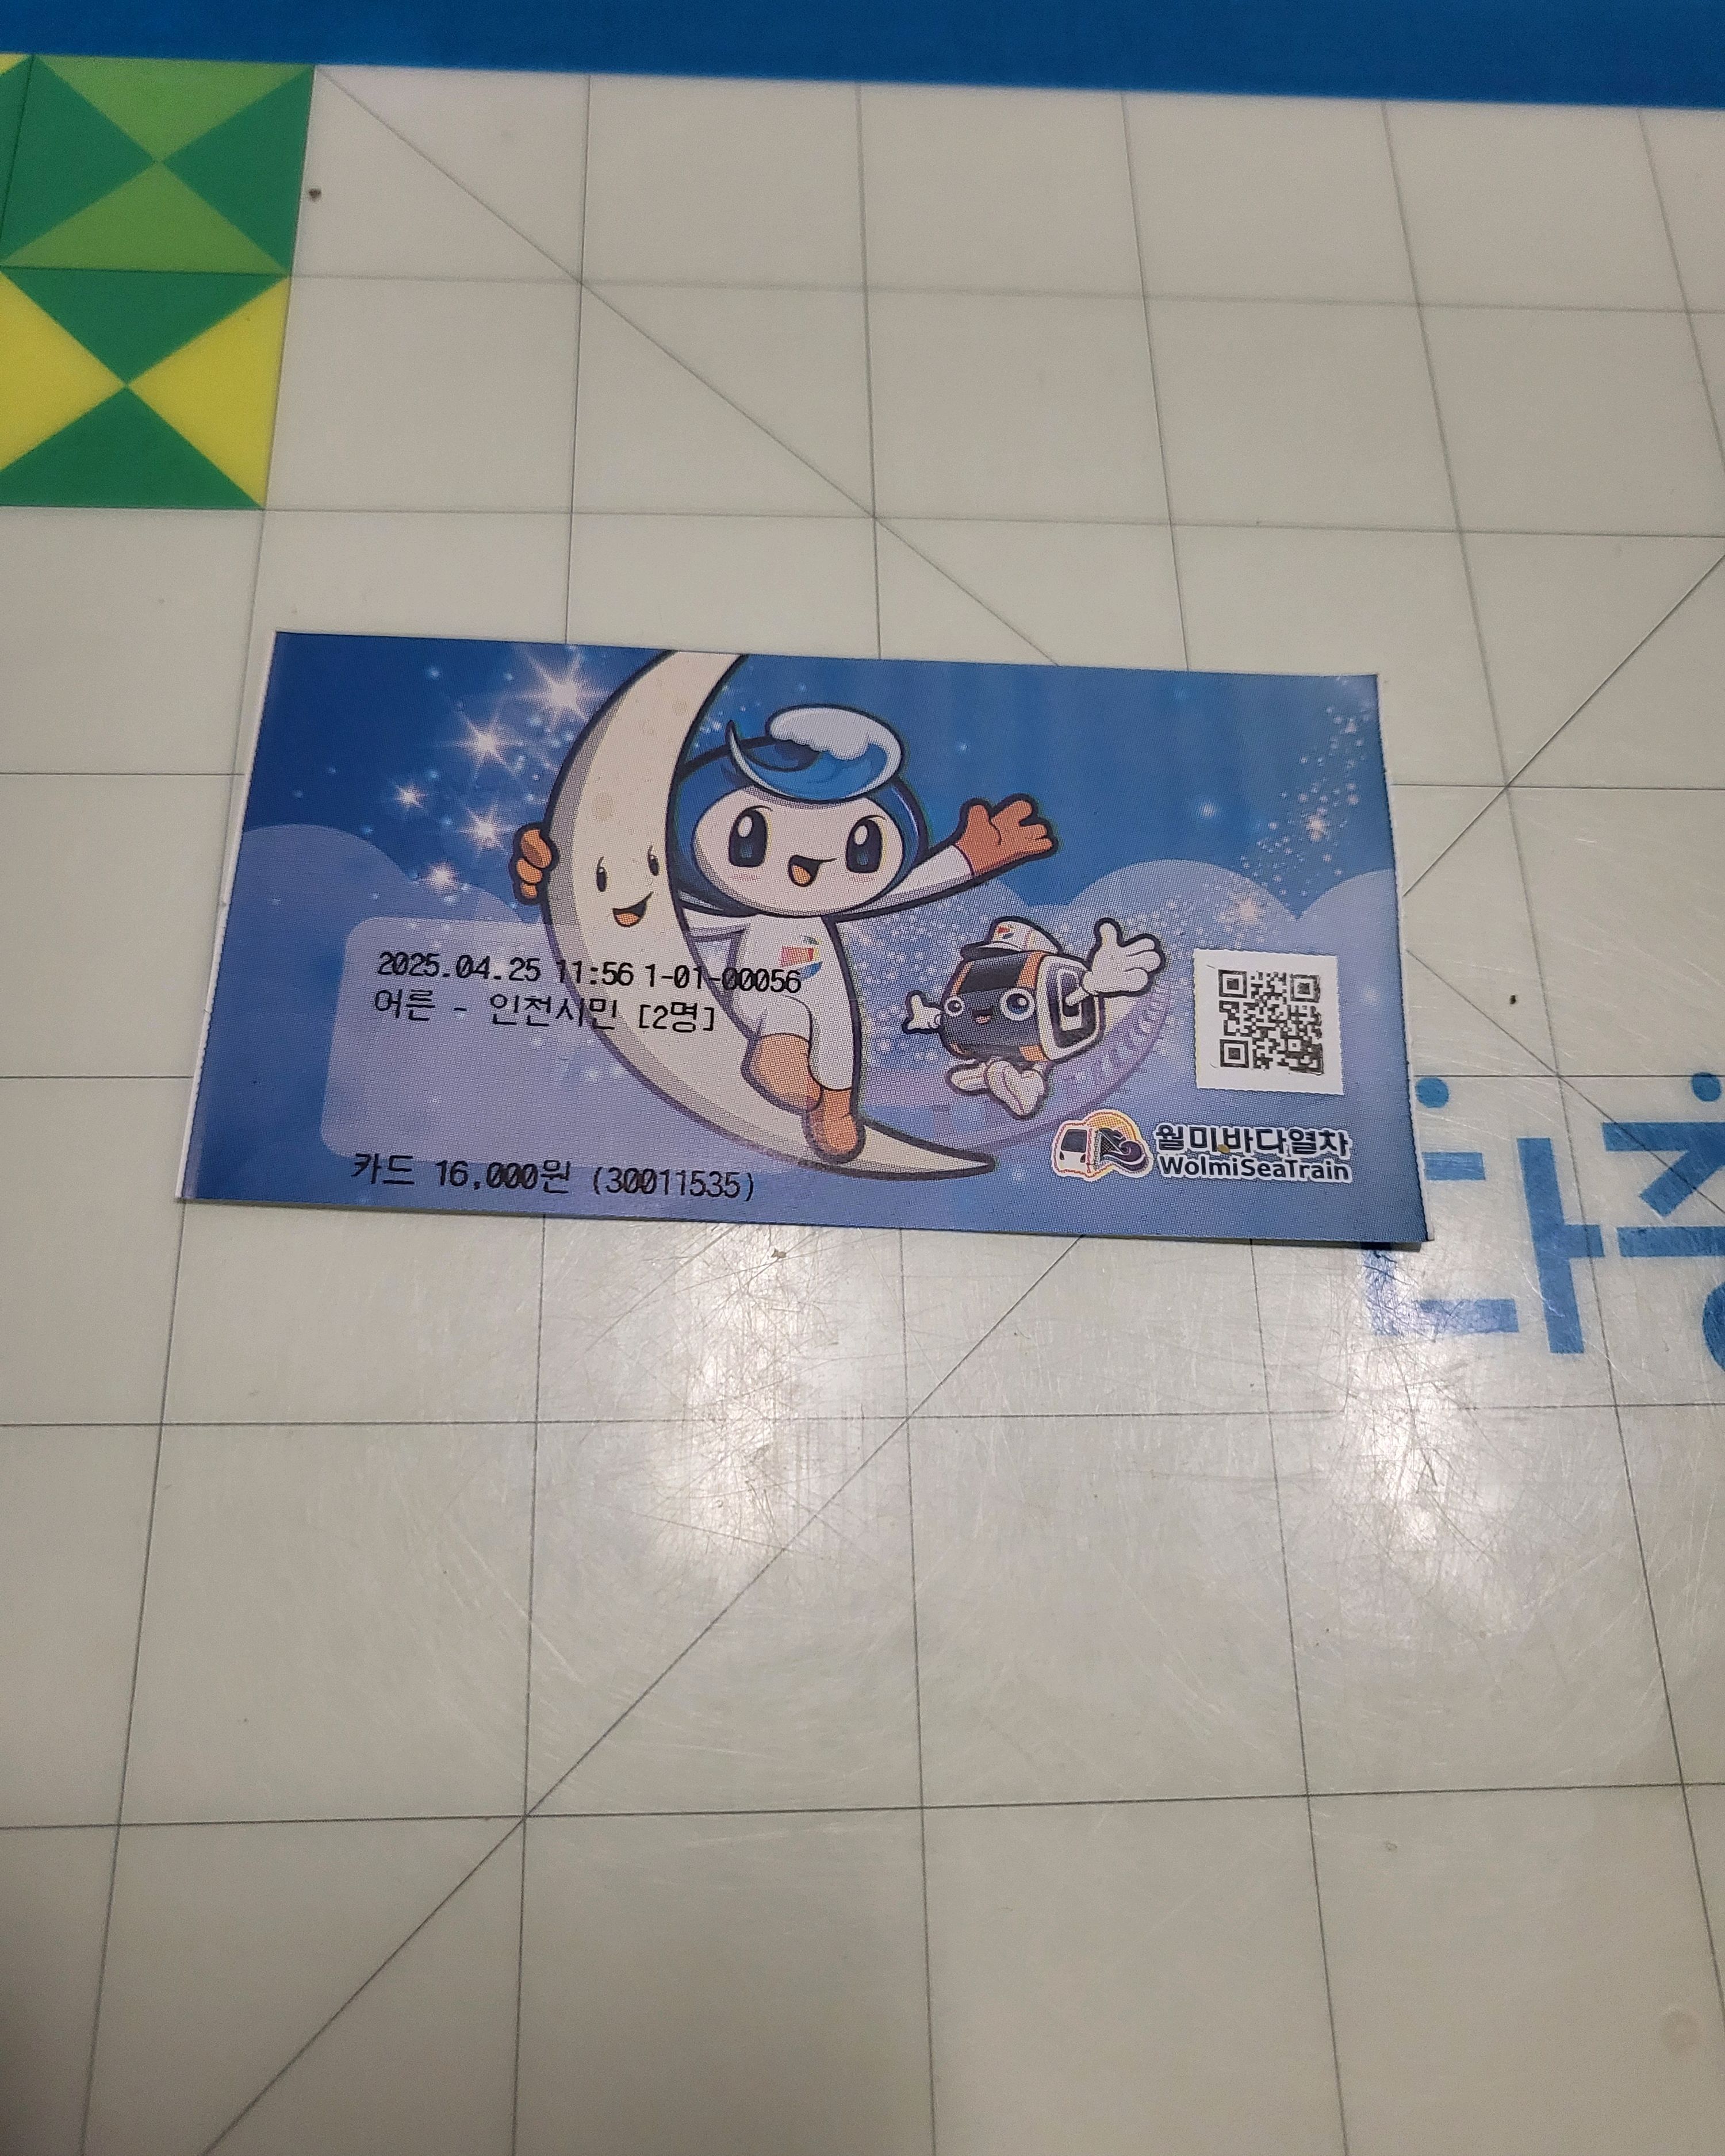 2025.04.25 11:56 1-01-00056
어른 - 인천시민 [2명]
카드 16,000원 (30011535)
월미바다열차
WolmiSeaTrain